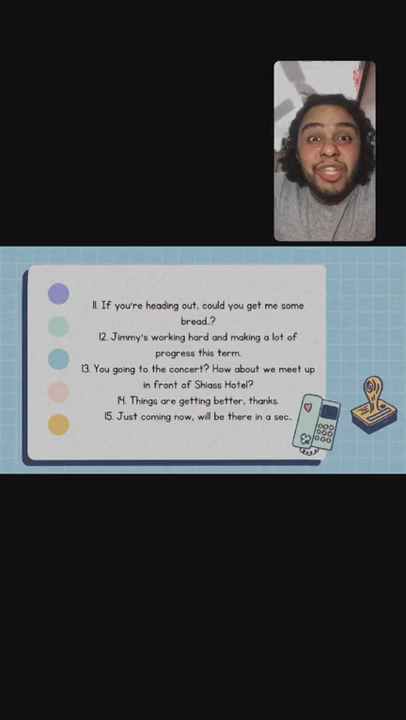 11. If you're heading out, could you get me some
bread..?
12. Jimmy's working hard and making a lot of
progress this term.
13. You going to the concert? How about we meet up
in front of Shiass Hotel?
14. Things are getting better, thanks.
15. Just coming now, will be there in a sec..